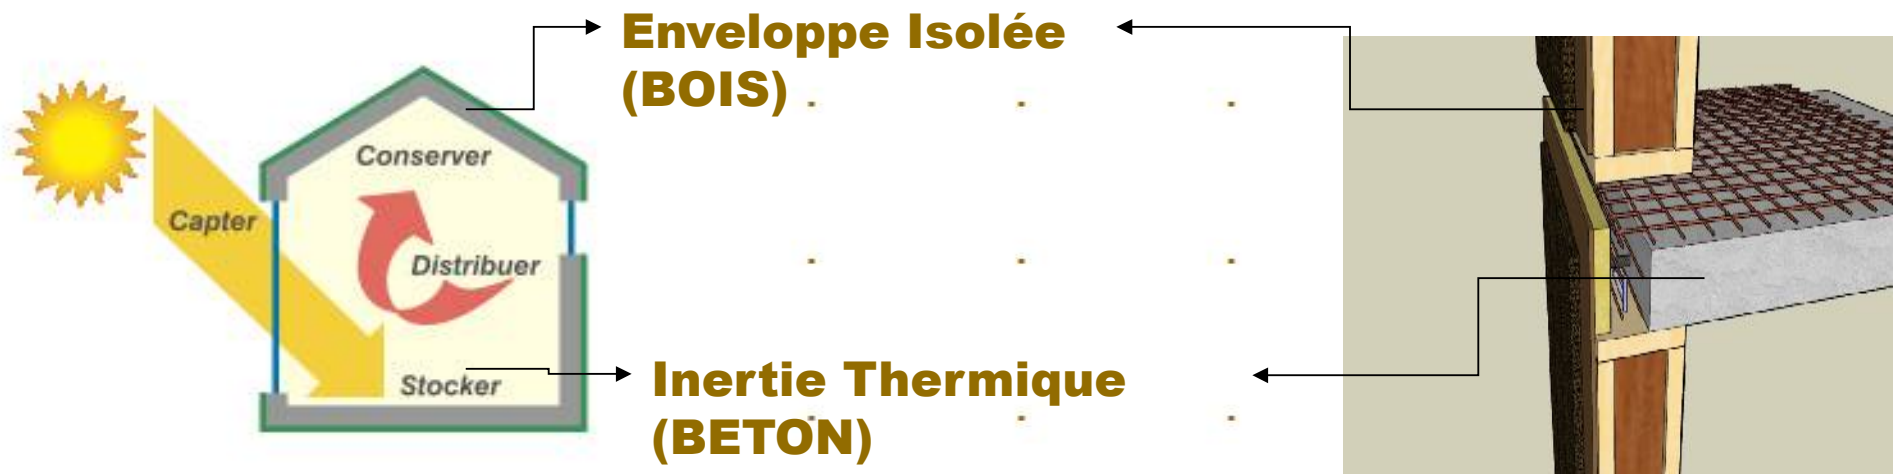 Enveloppe Isolée
(BOIS)
Conserver
Capter
Distribuer
Stocker
Inertie Thermique
(BETON)